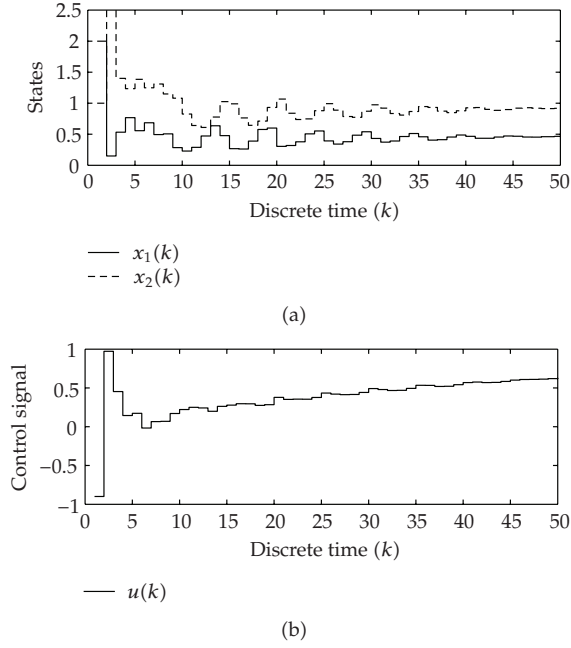 2.5
2
1.5
1
0.5
0
States
0 5 10 15 20 25 30 35 40 45 50
Discrete time (k)
x1(k)
x2(k)
(a)
1
0.5
0
−0.5
−1
Control signal
0 5 10 15 20 25 30 35 40 45 50
Discrete time (k)
u(k)
(b)